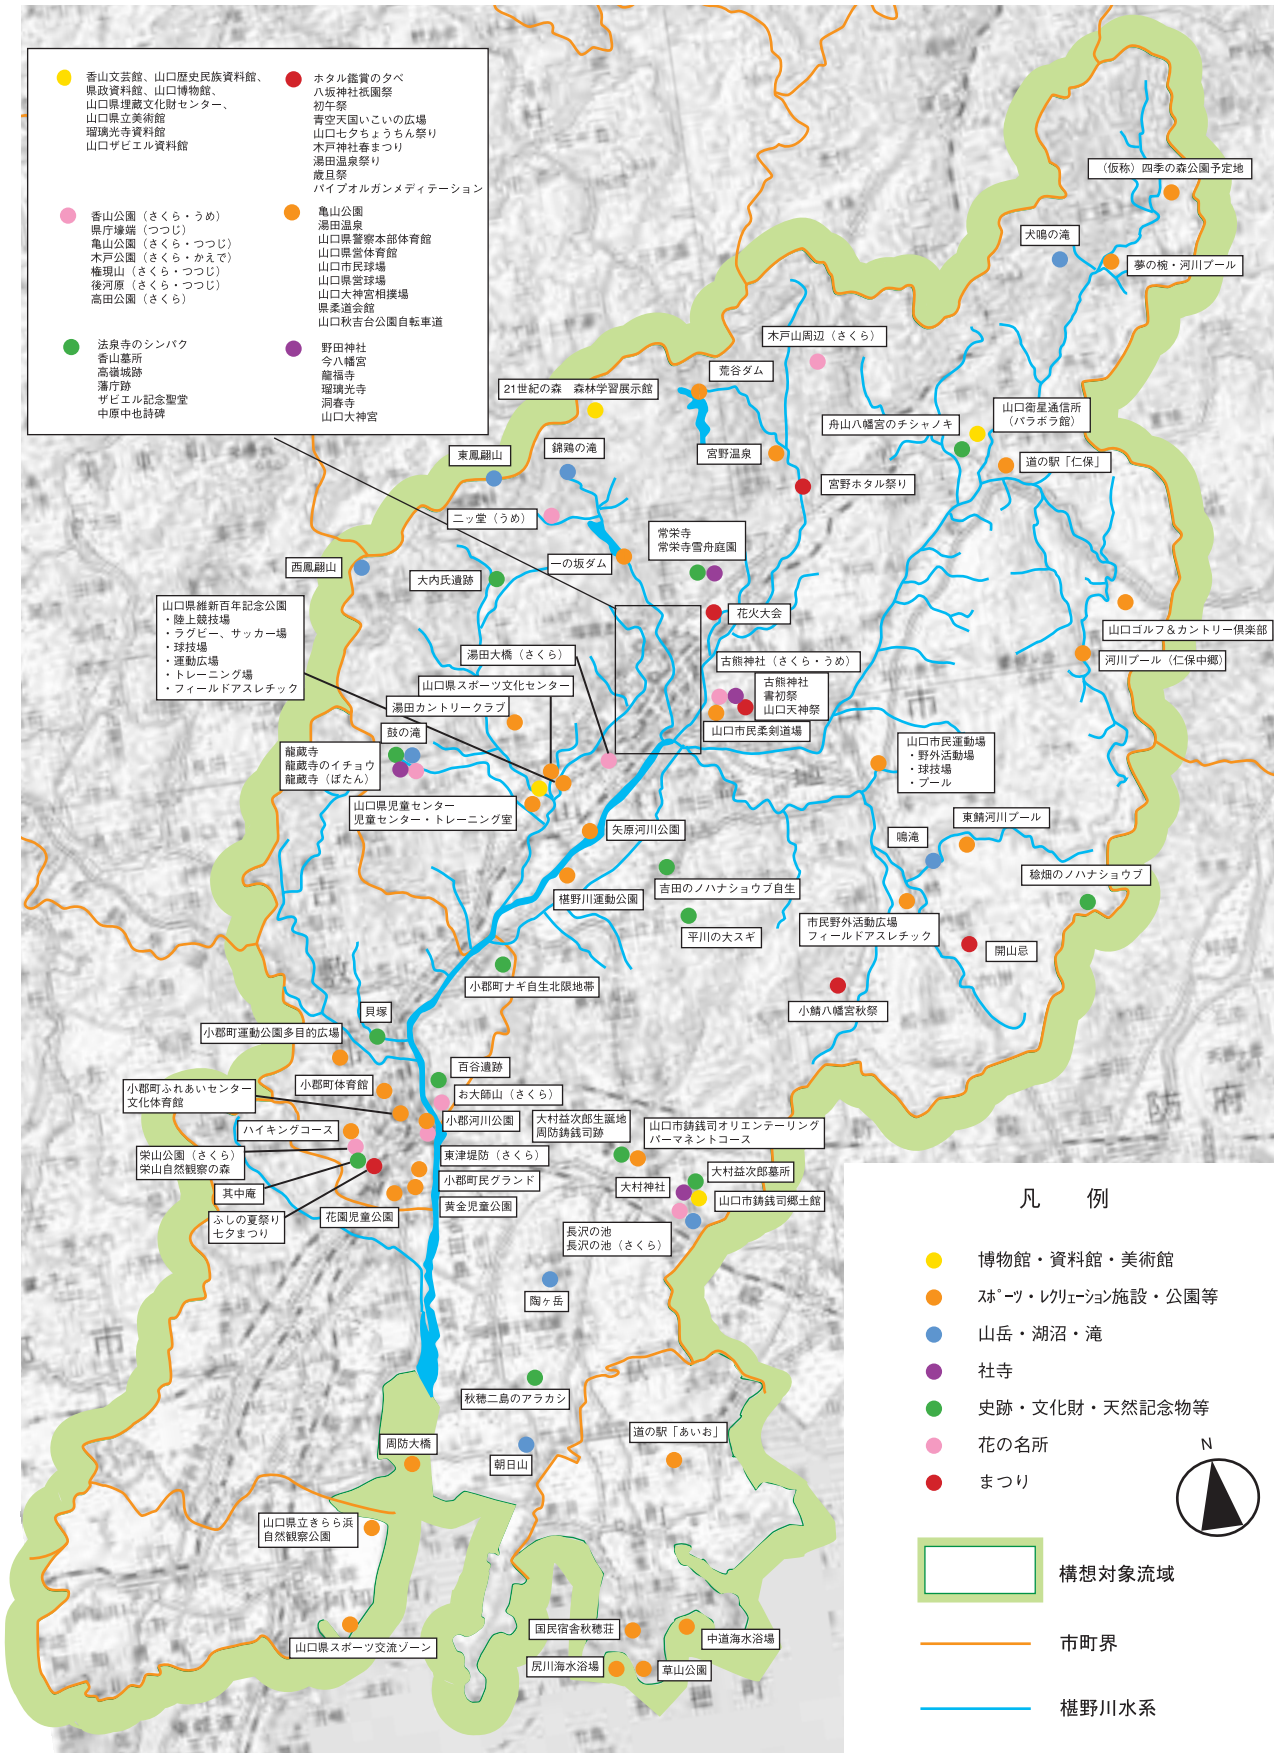 香山文芸館、山口歴史民族資料館、
県政資料館、山口博物館、
山口県埋蔵文化財センター、
山口県立美術館
瑠璃光寺資料館
山口ザビエル資料館
ホタル鑑賞の夕べ
八坂神社祇園祭
初午祭
青空天国いこいの広場
山口七夕ちょうちん祭り
木戸神社春まつり
湯田温泉祭り
歳旦祭
パイプオルガンメディテーション
香山公園（さくら・うめ）
県庁壕端（つつじ）
亀山公園（さくら・つつじ）
木戸公園（さくら・かえで）
権現山（さくら・つつじ）
後河原（さくら・つつじ）
高田公園（さくら）
亀山公園
湯田温泉
山口県警察本部体育館
山口県営体育館
山口市民球場
山口県営球場
山口大神宮相撲場
県柔道会館
山口秋吉台公園自転車道
法泉寺のシンパク
香山墓所
高嶺城跡
藩庁跡
ザビエル記念聖堂
中原中也詩碑
野田神社
今八幡宮
龍福寺
瑠璃光寺
洞春寺
山口大神宮
（仮称）四季の森公園予定地
犬鳴の滝
夢の椀・河川プール
木戸山周辺（さくら）
荒谷ダム
21世紀の森　森林学習展示館
山口衛星通信所
（パラボラ館）
舟山八幡宮のチシャノキ
道の駅「仁保」
錦鶏の滝
東鳳翩山
宮野温泉
宮野ホタル祭り
二ッ堂（うめ）
常栄寺
常栄寺雪舟庭園
一の坂ダム
西鳳翩山
大内氏遺跡
山口県維新百年記念公園
・陸上競技場
・ラグビー、サッカー場
・球技場
・運動広場
・トレーニング場
・フィールドアスレチック
花火大会
山口ゴルフ＆カントリー倶楽部
湯田大橋（さくら）
古熊神社（さくら・うめ）
河川プール（仁保中郷）
山口県スポーツ文化センター
古熊神社
書初祭
山口天神祭
湯田カントリークラブ
鼓の滝
山口市民柔剣道場
龍蔵寺
龍蔵寺のイチョウ
龍蔵寺（ぼたん）
山口市民運動場
・野外活動場
・球技場
・プール
山口県児童センター
児童センター・トレーニング室
矢原河川公園
東鯖河川プール
鳴滝
稔畑のノハナショウブ
吉田のノハナショウブ自生
椹野川運動公園
市民野外活動広場
フィールドアスレチック
平川の大スギ
開山忌
小郡町ナギ自生北限地帯
小鯖八幡宮秋祭
貝塚
小郡町運動公園多目的広場
百谷遺跡
小郡町体育館
小郡町ふれあいセンター
文化体育館
お大師山（さくら）
小郡河川公園
大村益次郎生誕地
周防鋳銭司跡
山口市鋳銭司オリエンテーリング
パーマネントコース
ハイキングコース
栄山公園（さくら）
栄山自然観察の森
東津堤防（さくら）
大村益次郎墓所
小郡町民グランド
大村神社
其中庵
山口市鋳銭司郷土館
黄金児童公園
ふしの夏祭り
七夕まつり
花園児童公園
長沢の池
長沢の池（さくら）
陶ヶ岳
秋穂二島のアラカシ
周防大橋
道の駅「あいお」
朝日山
山口県立きらら浜
自然観察公園
国民宿舎秋穂荘
中道海水浴場
山口県スポーツ交流ゾーン
尻川海水浴場
草山公園
凡　例
博物館・資料館・美術館
ｽﾎﾟｰﾂ・ﾚｸﾘｪｰｼｮﾝ施設・公園等
山岳・湖沼・滝
社寺
史跡・文化財・天然記念物等
花の名所
まつり
N
構想対象流域
市町界
椹野川水系